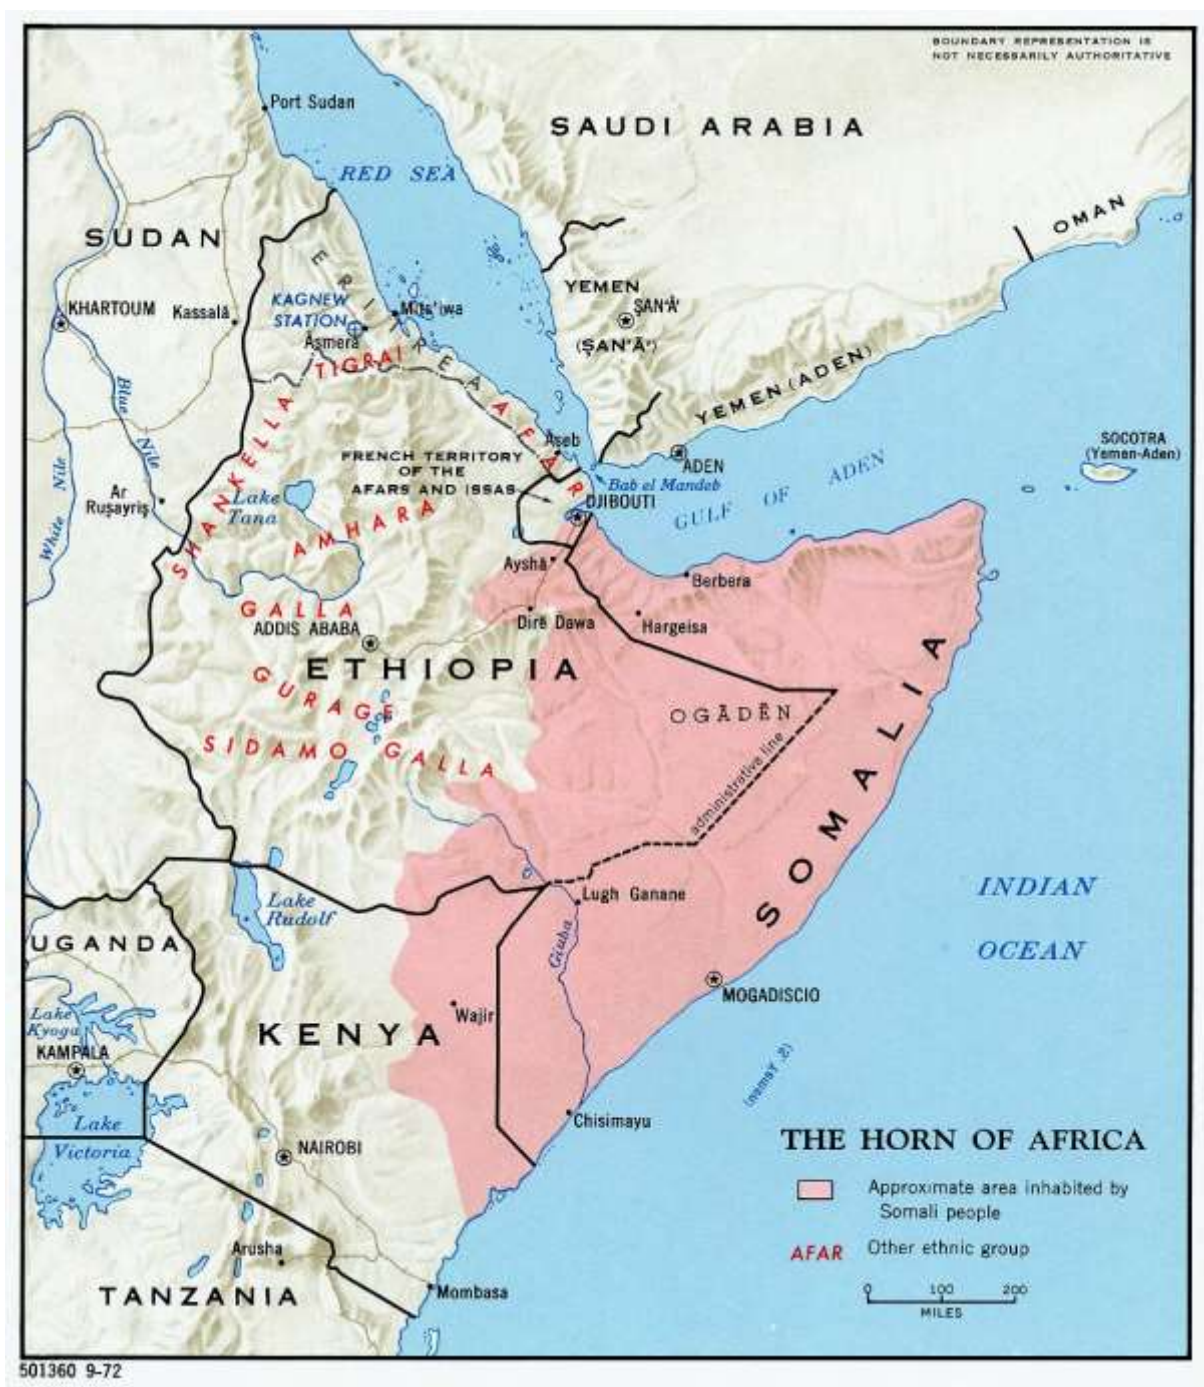 BOUNDARY REPRESENTATION IS
NOT NECESSARILY AUTHORITATIVE
Port Sudan
SAUDI ARABIA
RED SEA
OMAN
SUDAN
ERITREA
YEMEN
KAGNEW
STATION
KHARTOUM
Kassalā
Mits'iwa
ṢAN'Ā'
(ṢAN'Ā')
Āsmera
TIGRAI
YEMEN (ADEN)
Blue Nile
SHANKELLA
AFAR
Āseb
FRENCH TERRITORY
OF THE
AFARS AND ISSAS
ADEN
SOCOTRA
(Yemen-Aden)
Bab el Mandeb
GULF OF ADEN
White Nile
Ar
Ruṣayriṣ
Lake
Tana
AMHARA
DJIBOUTI
Ayshā
Berbera
GALLA
ADDIS ABABA
Dirē Dawa
Hargeisa
ETHIOPIA
GURAGE
OGĀDĒN
SIDAMO
GALLA
administrative line
SOMALIA
Lake
Rudolf
Lugh Ganane
INDIAN
OCEAN
UGANDA
Giuba
MOGADISCIO
Lake
Kyoga
Wajir
KENYA
KAMPALA
Lake
Victoria
Chisimayu
NAIROBI
THE HORN OF AFRICA
Approximate area inhabited by
Somali people
AFAR Other ethnic group
Arusha
0 100 200
MILES
TANZANIA
Mombasa
501360 9-72